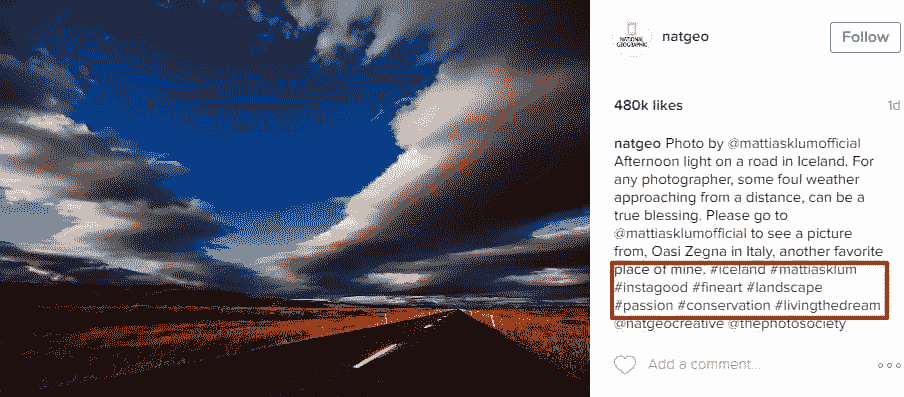 NATIONAL
GEOGRAPHIC
natgeo
Follow
480k likes
1d
natgeo Photo by @mattiasklumofficial
Afternoon light on a road in Iceland. For
any photographer, some foul weather
approaching from a distance, can be a
true blessing. Please go to
@mattiasklumofficial to see a picture
from, Oasi Zegna in Italy, another favorite
place of mine. #iceland #mattiasklum
#instagood #fineart #landscape
#passion #conservation #livingthedream
@natgeocreative @thephotosociety
Add a comment...